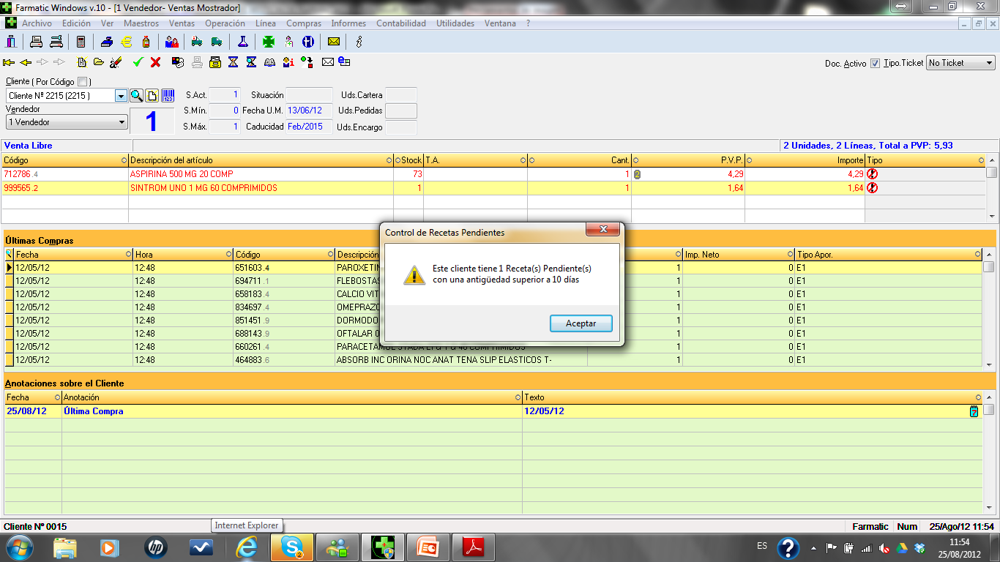 Farmatic Windows v.10 - [1 Vendedor- Ventas Mostrador]
Archivo Edición Ver Maestros Ventas Operación Línea Compras Informes Contabilidad Utilidades Ventana ?
Doc. Activo Tipo.Ticket No Ticket
Cliente ( Por Código )
Cliente Nº 2215 (2215 )
Vendedor
1 Vendedor
1
S.Act. 1 Situación Uds.Cartera
S.Mín. 0 Fecha U.M. 13/06/12 Uds.Pedidas
S.Máx. 1 Caducidad Feb/2015 Uds.Encargo
Venta Libre 2 Unidades, 2 Líneas, Total a PVP: 5,93
Código Descripción del artículo Stock T.A. Cant. P.V.P. Importe Tipo
712786.4 ASPIRINA 500 MG 20 COMP 73 1 2 4,29 4,29
999565.2 SINTROM UNO 1 MG 60 COMPRIMIDOS 1 1 1,64 1,64
Control de Recetas Pendientes
Este cliente tiene 1 Receta(s) Pendiente(s)
con una antigüedad superior a 10 días
Aceptar
Últimas Compras
Fecha Hora Código Descripción Imp. Neto Tipo Apor.
12/05/12 12:48 651603.4 PAROXETIN 1 0 E1
12/05/12 12:48 694711.1 FLEBOSTAS 1 0 E1
12/05/12 12:48 658183.4 CALCIO VIT 1 0 E1
12/05/12 12:48 834697.4 OMEPRAZO 1 0 E1
12/05/12 12:48 851451.9 DORMODO 1 0 E1
12/05/12 12:48 688143.9 OFTALAR 0 1 0 E1
12/05/12 12:48 660261.4 PARACETAMOL STADA EFG 1 G 40 COMPRIMIDOS 1 0 E1
12/05/12 12:48 464883.6 ABSORB INC ORINA NOC ANAT TENA SLIP ELASTICOS T- 1 0 E1
Anotaciones sobre el Cliente
Fecha Anotación Texto
25/08/12 Última Compra 12/05/12
Cliente Nº 0015 Farmatic Num 25/Ago/12 11:54
Internet Explorer
ES 11:54
25/08/2012